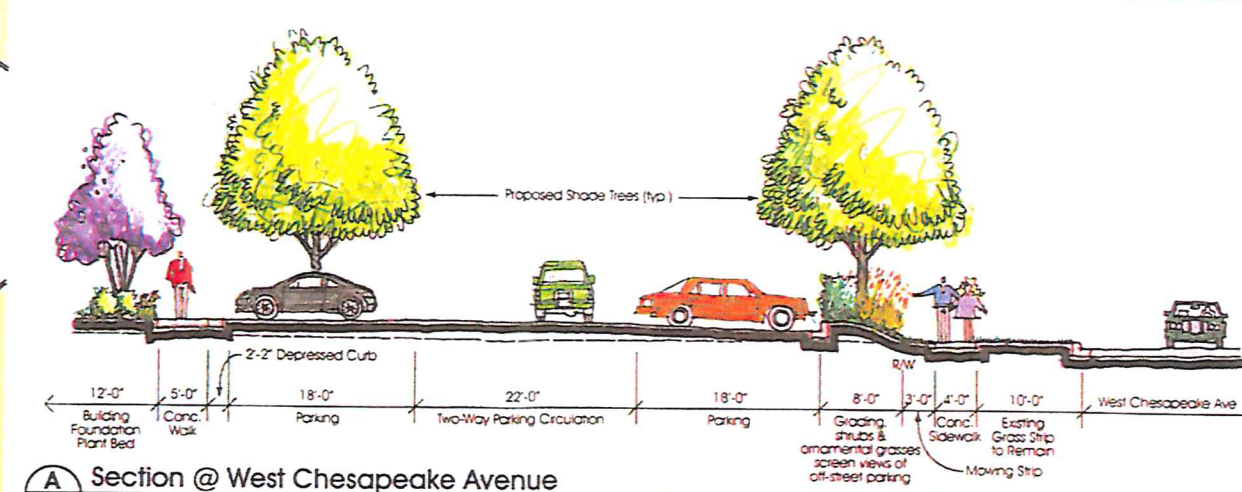 Proposed Shade Trees (typ.)
2'-2" Depressed Curb
R/W
12'-0"
5'-0"
18'-0"
22'-0"
18'-0"
8'-0"
3'-0"
4'-0"
10'-0"
West Chesapeake Ave
Building
Foundation
Plant Bed
Conc.
Walk
Parking
Two-Way Parking Circulation
Parking
Grading,
shrubs &
ornamental grasses
screen views of
off-street parking
Mowing Strip
Conc.
Sidewalk
Existing
Grass Strip
to Remain
A Section @ West Chesapeake Avenue